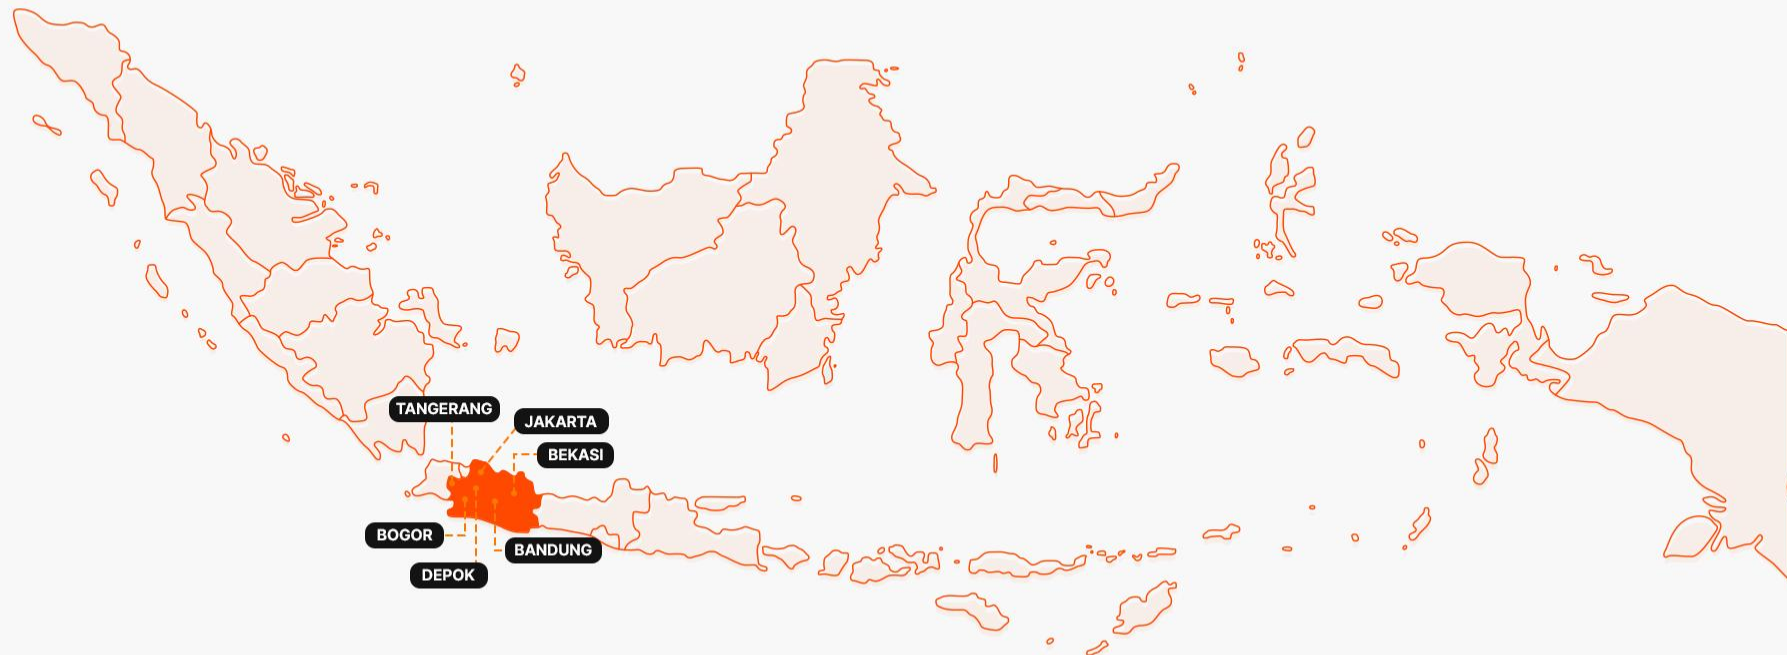 TANGERANG
JAKARTA
BEKASI
BOGOR
BANDUNG
DEPOK